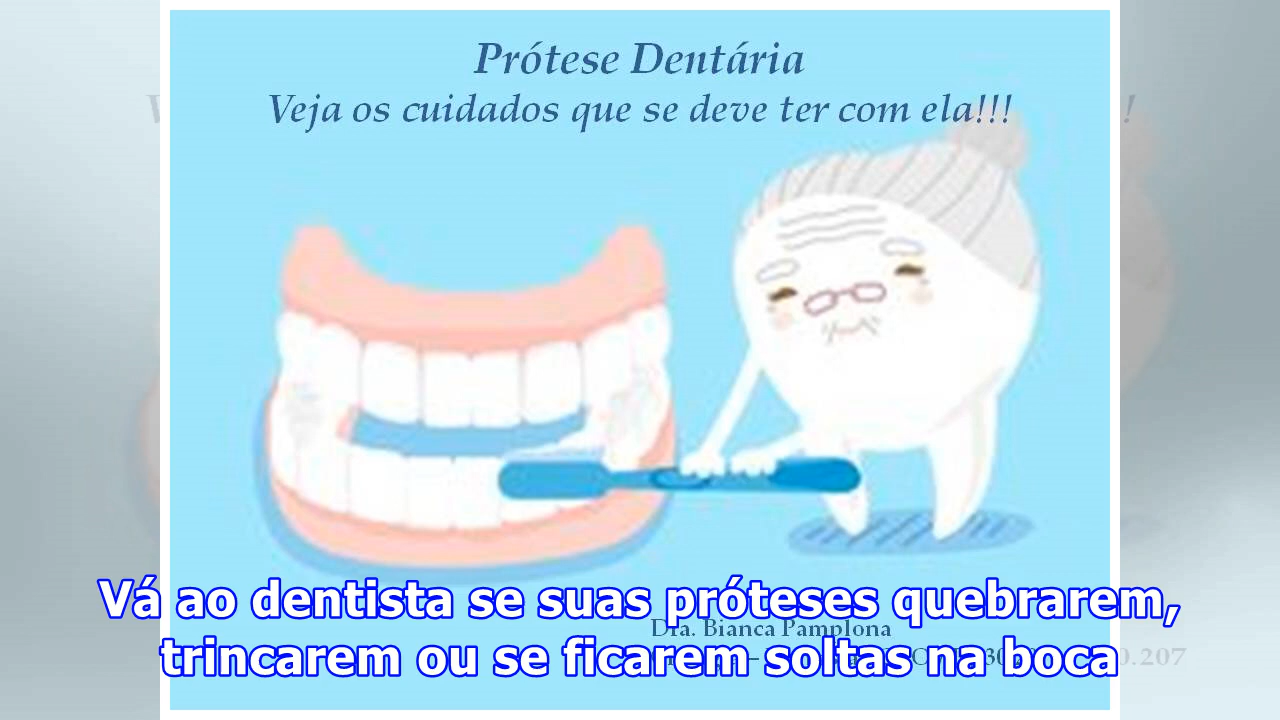 Prótese Dentária
Veja os cuidados que se deve ter com ela!!!
Vá ao dentista se suas próteses quebrarem,
Dra. Bianca Pamplona
trincarem ou se ficarem soltas na boca